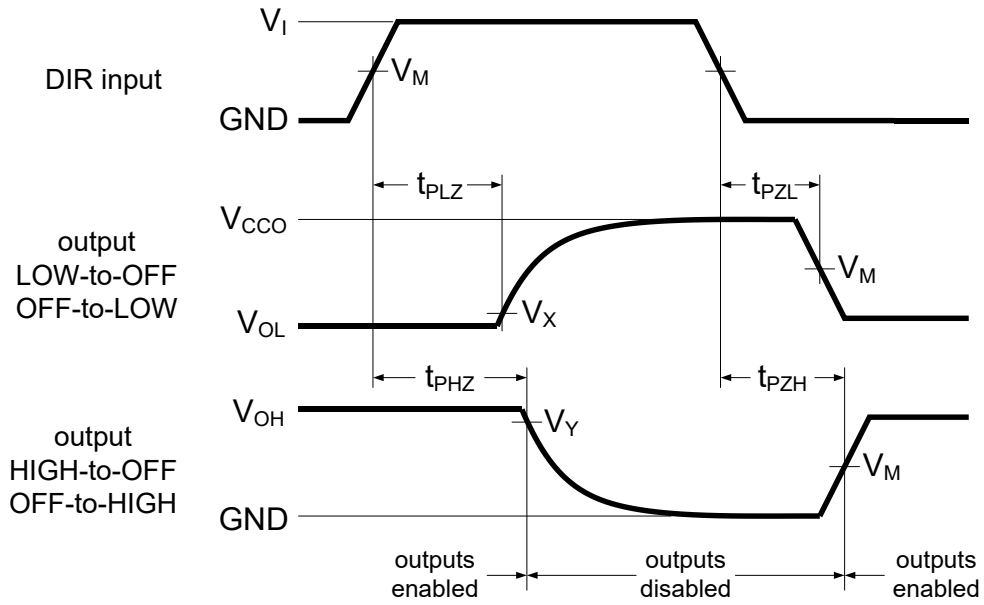 V_I
DIR input
V_M
GND
t_PLZ
t_PZL
V_CCO
output
LOW-to-OFF
OFF-to-LOW
V_M
V_X
V_OL
t_PHZ
t_PZH
V_OH
output
HIGH-to-OFF
OFF-to-HIGH
V_Y
V_M
GND
outputs
enabled
outputs
disabled
outputs
enabled